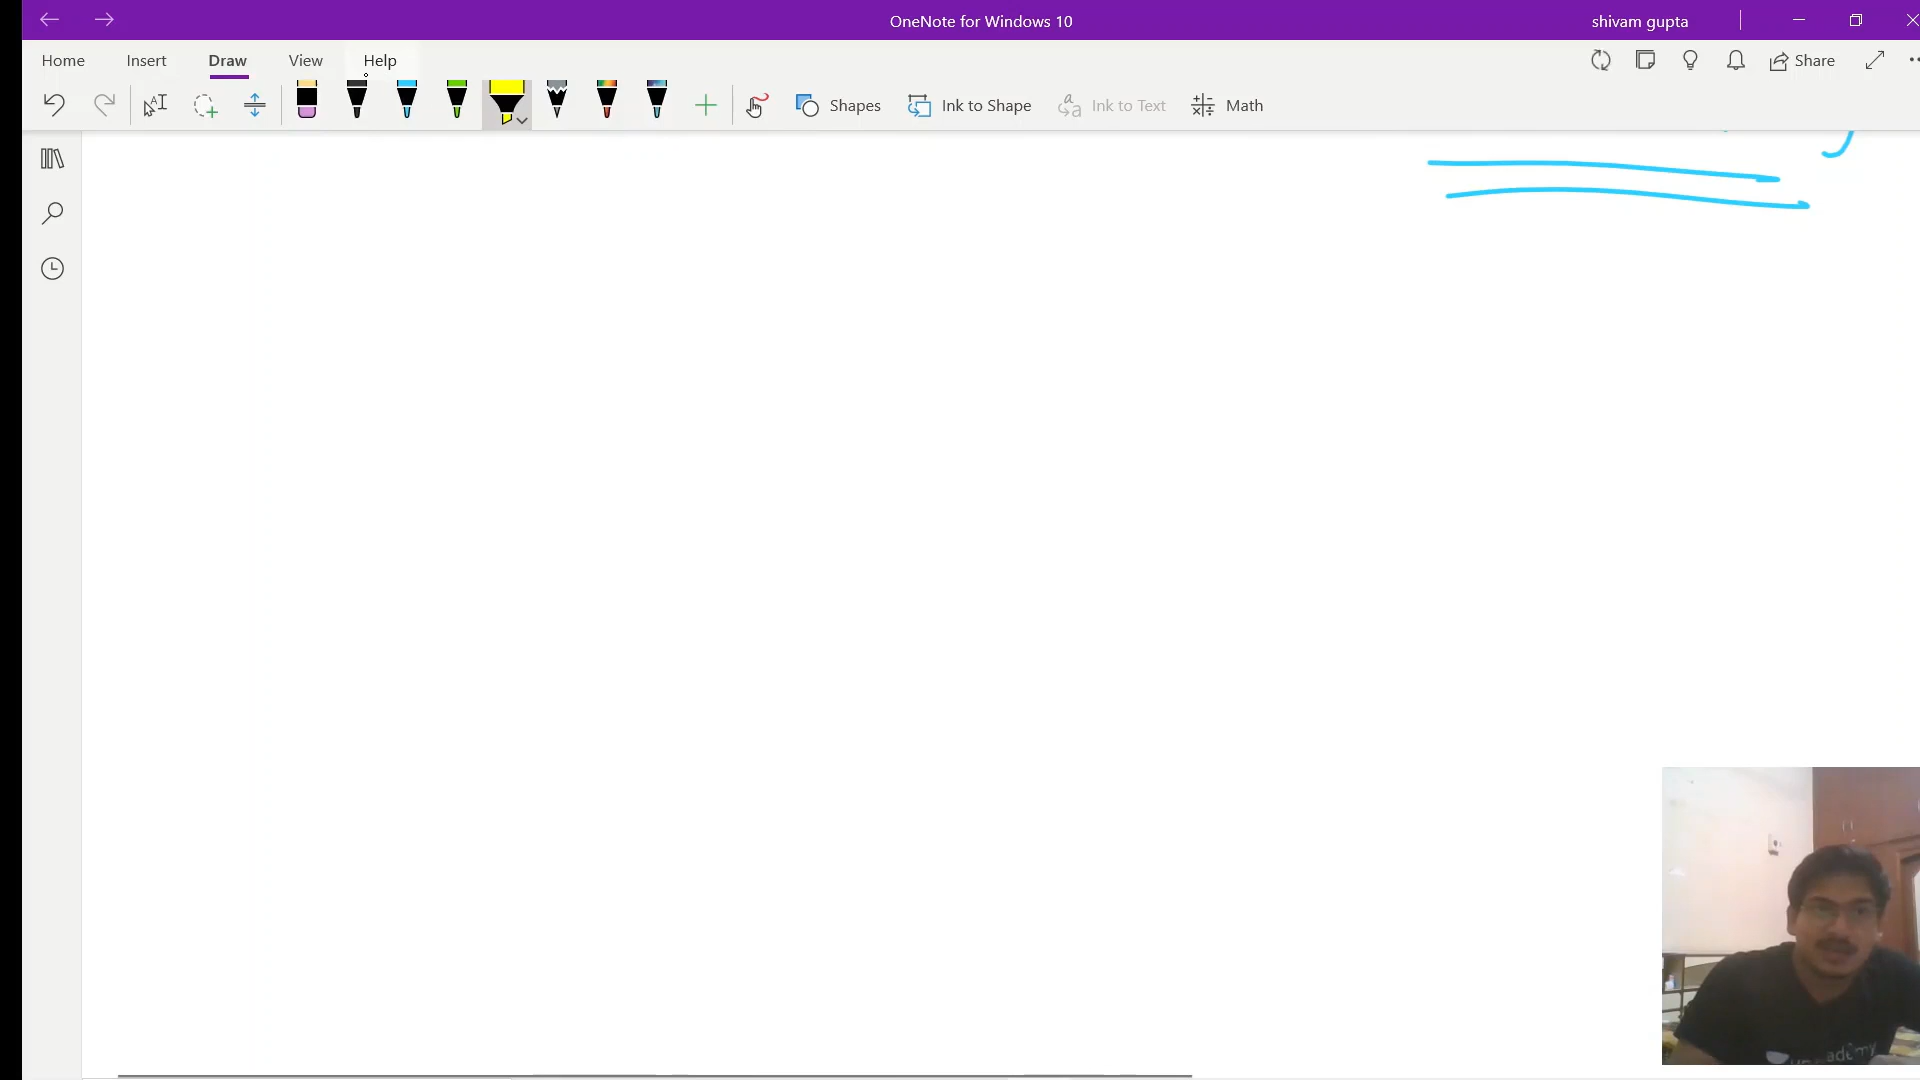 OneNote for Windows 10
shivam gupta
Home Insert Draw View Help
Share
Shapes Ink to Shape Ink to Text Math